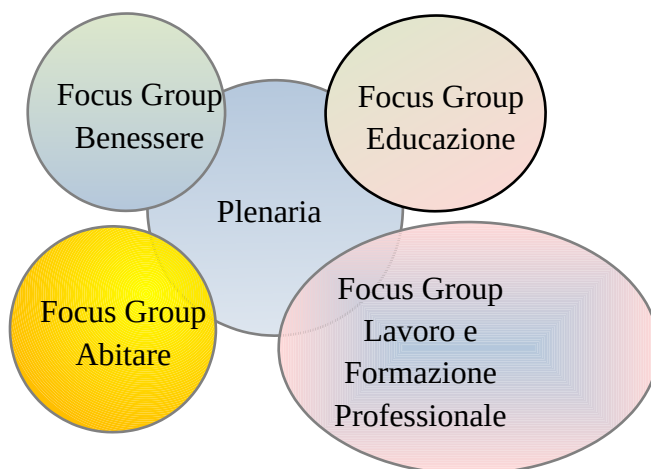 Focus Group
Benessere
Focus Group
Educazione
Plenaria
Focus Group
Abitare
Focus Group
Lavoro e
Formazione
Professionale